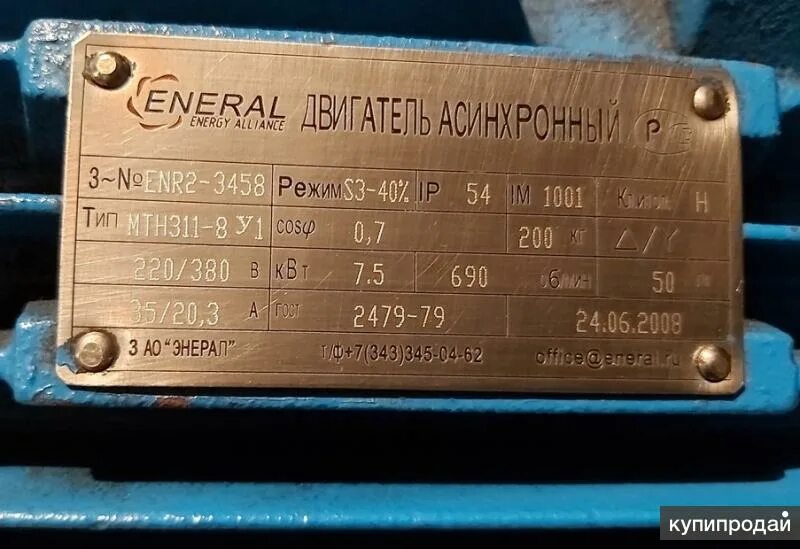 ENERAL
ENERGY ALLIANCE
ДВИГАТЕЛЬ АСИНХРОННЫЙ
Р
3~№ENR2-3458 Режим S3-40% IP 54 IM 1001 H
Тип МТН311-8 У1 cosφ 0,7 200 кг △/Y
220/380 В кВт 7.5 690 об/мин 50
35/20,3 А ГОСТ 2479-79 24.06.2008
ЗАО "ЭНЕРАЛ" т/ф+7(343)345-04-62 office@eneral.ru
купипродай